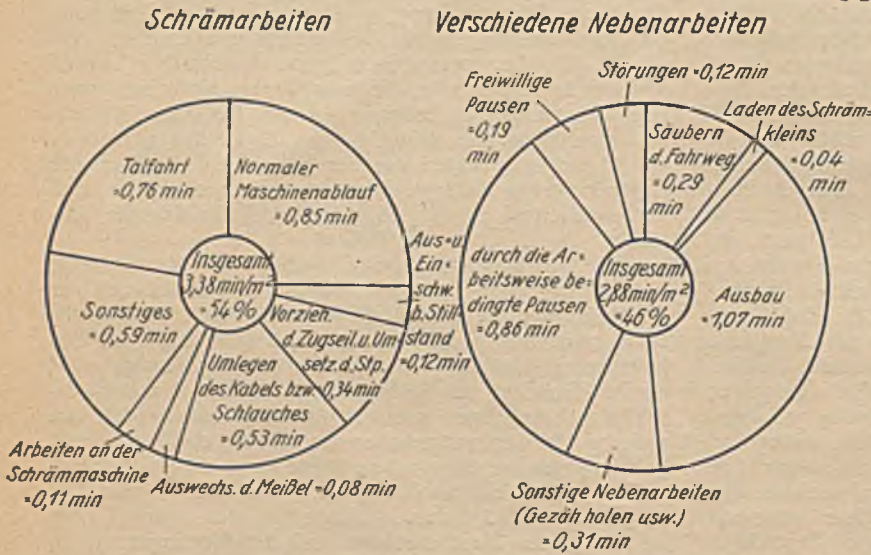 Schrämarbeiten
Talfahrt
=0,76 min
Normaler
Maschinenablauf
=0,85 min
Aus=u.
Ein=
schw.
b.Still=
stand
=0,12 min
Vorzieh.
d.Zugseil.u.Um=
setz.d.Stp.
=0,34 min
Umlegen
des Kabels bzw.
Schlauches
=0,53 min
Auswechs. d. Meißel =0,08 min
Arbeiten an der
Schrämmaschine
=0,11 min
Sonstiges
=0,59 min
Insgesamt
3,38 min/m²
=54%
Verschiedene Nebenarbeiten
Störungen =0,12 min
Freiwillige
Pausen
=0,19
min
Säubern
d. Fahrweg.
=0,29
min
Laden des Schräm=
kleins
=0,04
min
Ausbau
=1,07 min
Sonstige Nebenarbeiten
(Gezäh holen usw.)
=0,31 min
durch die Ar=
beitsweise be=
dingte Pausen
=0,86 min
Insgesamt
2,88 min/m²
=46%